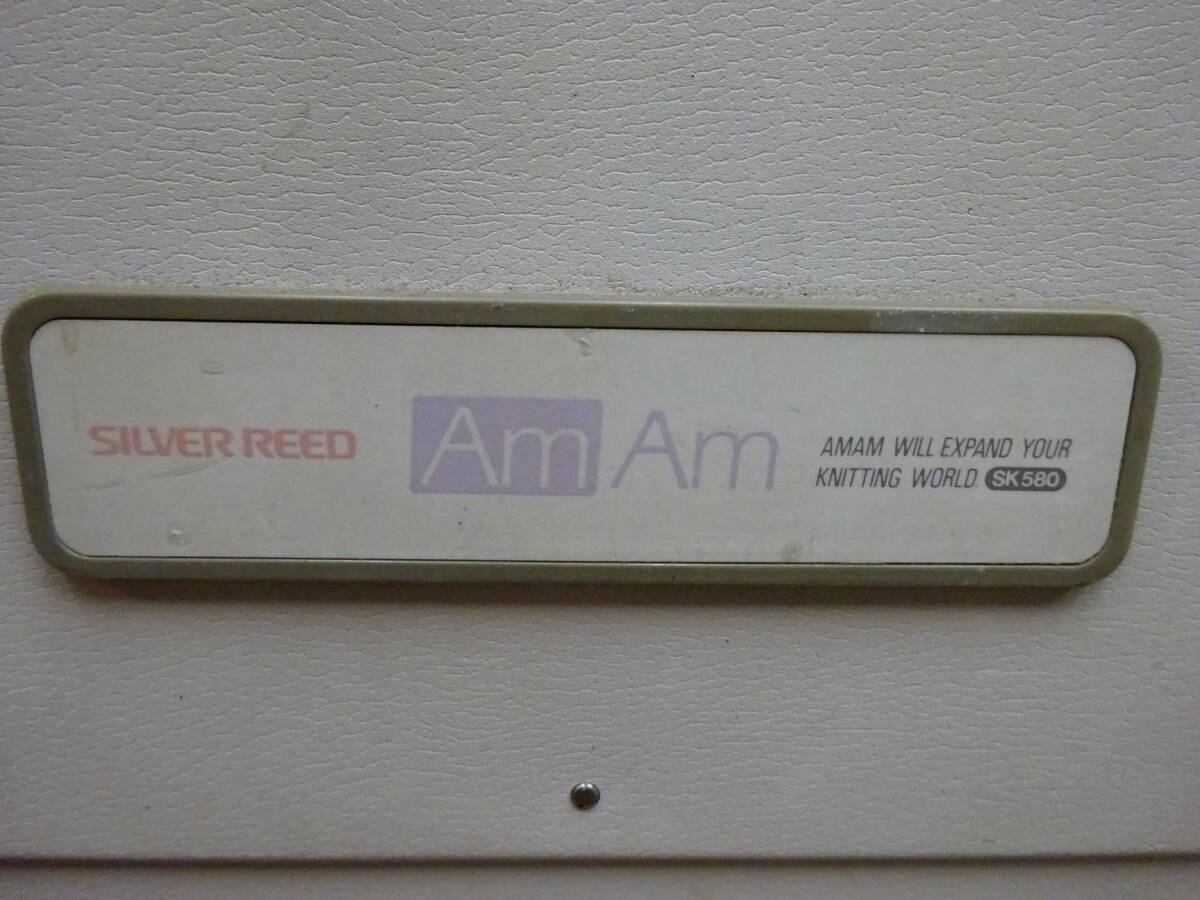 SILVER REED
Am Am
AMAM WILL EXPAND YOUR
KNITTING WORLD. SK580